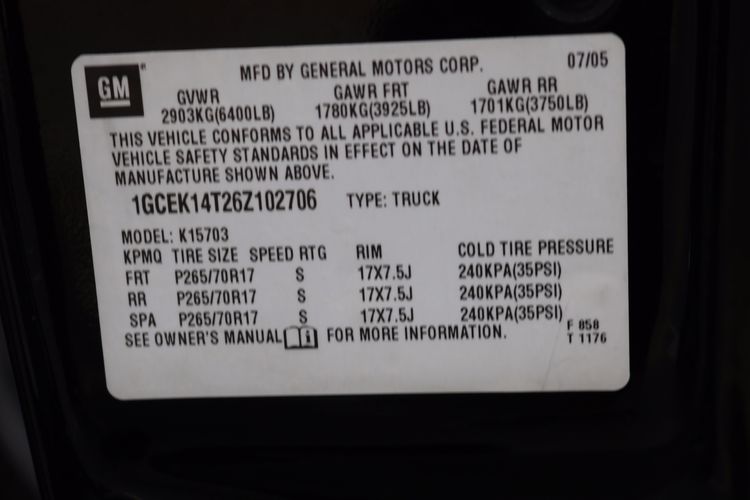 GM
MFD BY GENERAL MOTORS CORP. 07/05
GVWR GAWR FRT GAWR RR
2903KG(6400LB) 1780KG(3925LB) 1701KG(3750LB)
THIS VEHICLE CONFORMS TO ALL APPLICABLE U.S. FEDERAL MOTOR
VEHICLE SAFETY STANDARDS IN EFFECT ON THE DATE OF
MANUFACTURE SHOWN ABOVE.
1GCEK14T26Z102706 TYPE: TRUCK
MODEL: K15703
KPMQ TIRE SIZE SPEED RTG RIM COLD TIRE PRESSURE
FRT P265/70R17 S 17X7.5J 240KPA(35PSI)
RR P265/70R17 S 17X7.5J 240KPA(35PSI)
SPA P265/70R17 S 17X7.5J 240KPA(35PSI)
SEE OWNER'S MANUAL i FOR MORE INFORMATION.
F 858
T 1176